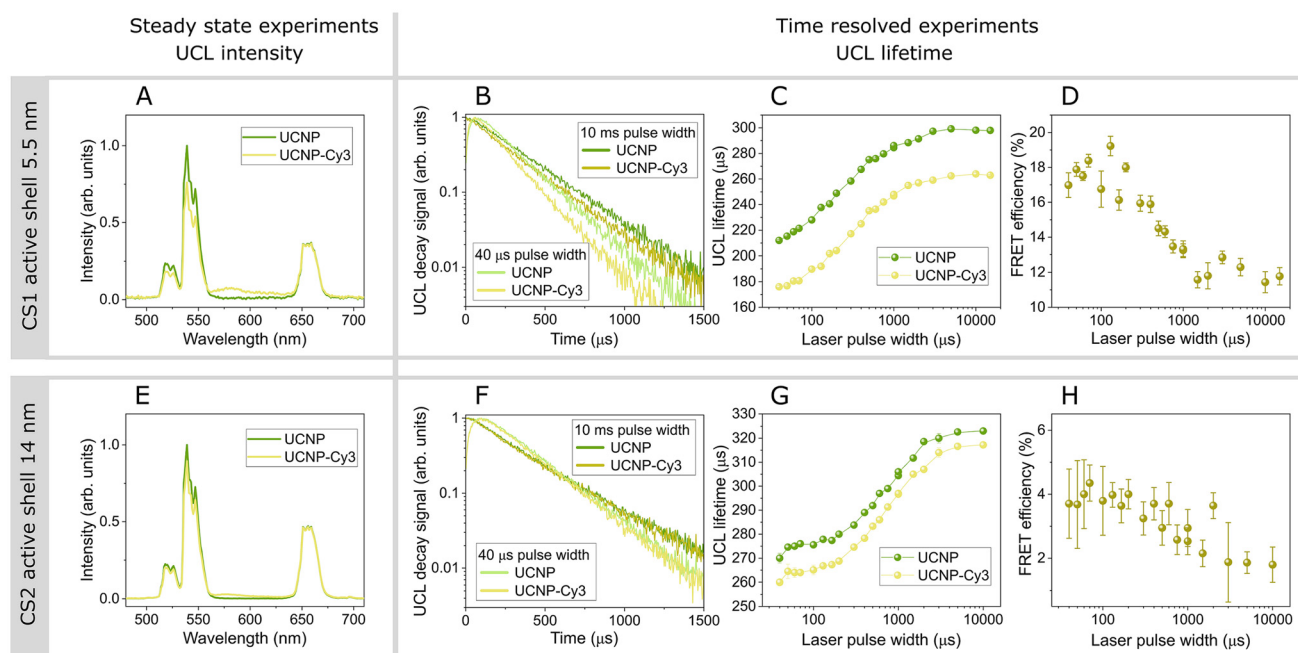 Steady state experiments
UCL intensity
Time resolved experiments
UCL lifetime
CS1 active shell 5.5 nm
A
UCNP
UCNP-Cy3
Intensity (arb. units)
1.0
0.5
0.0
500 550 600 650 700
Wavelength (nm)
B
10 ms pulse width
UCNP
UCNP-Cy3
40 μs pulse width
UCNP
UCNP-Cy3
UCL decay signal (arb. units)
1
0.1
0.01
0 500 1000 1500
Time (μs)
C
UCL lifetime (μs)
300
280
260
240
220
200
180
160
UCNP
UCNP-Cy3
100 1000 10000
Laser pulse width (μs)
D
FRET efficiency (%)
20
18
16
14
12
10
100 1000 10000
Laser pulse width (μs)
CS2 active shell 14 nm
E
UCNP
UCNP-Cy3
Intensity (arb. units)
1.0
0.5
0.0
500 550 600 650 700
Wavelength (nm)
F
10 ms pulse width
UCNP
UCNP-Cy3
40 μs pulse width
UCNP
UCNP-Cy3
UCL decay signal (arb. units)
1
0.1
0.01
0 500 1000 1500
Time (μs)
G
UCL lifetime (μs)
330
320
310
300
290
280
270
260
250
UCNP
UCNP-Cy3
100 1000 10000
Laser pulse width (μs)
H
FRET efficiency (%)
6
4
2
100 1000 10000
Laser pulse width (μs)